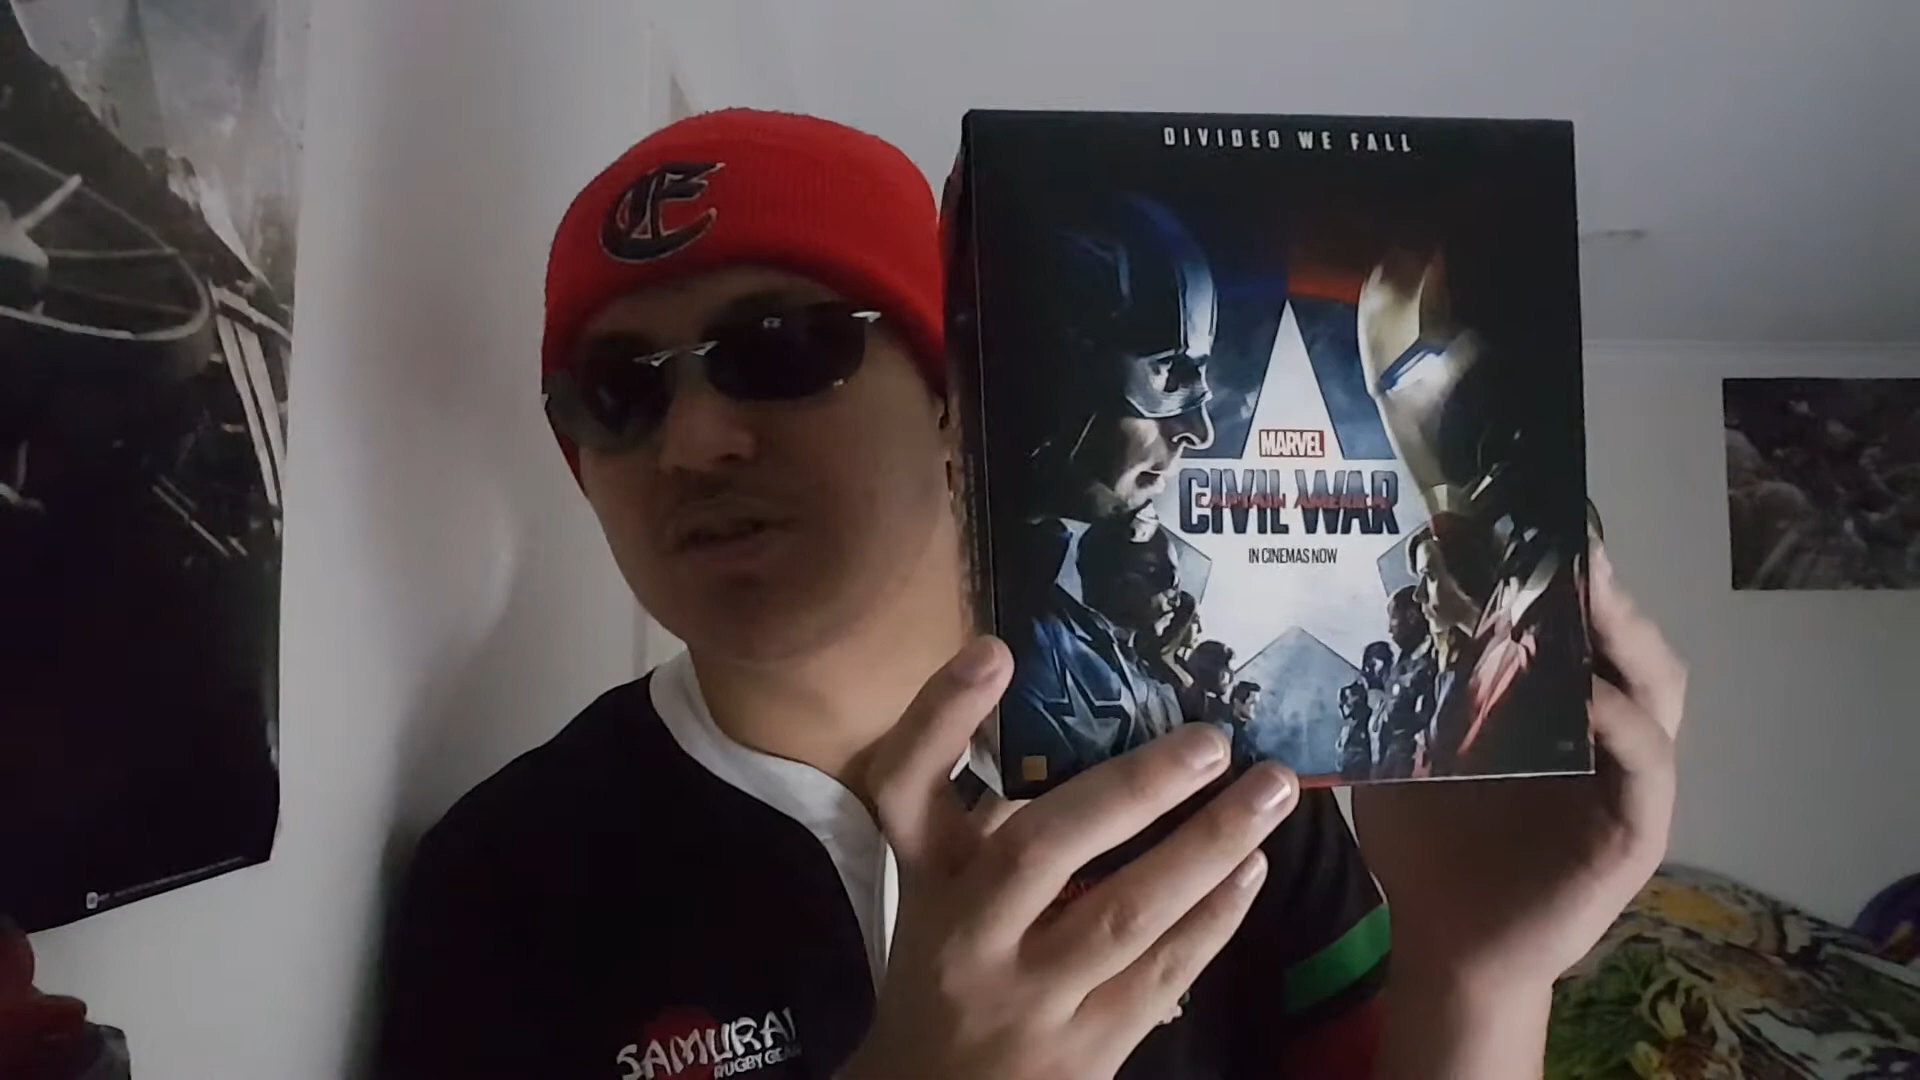 DIVIDED WE FALL
MARVEL
CAPTAIN AMERICA
CIVIL WAR
IN CINEMAS NOW
SAMURAI
RUGBY GEAR